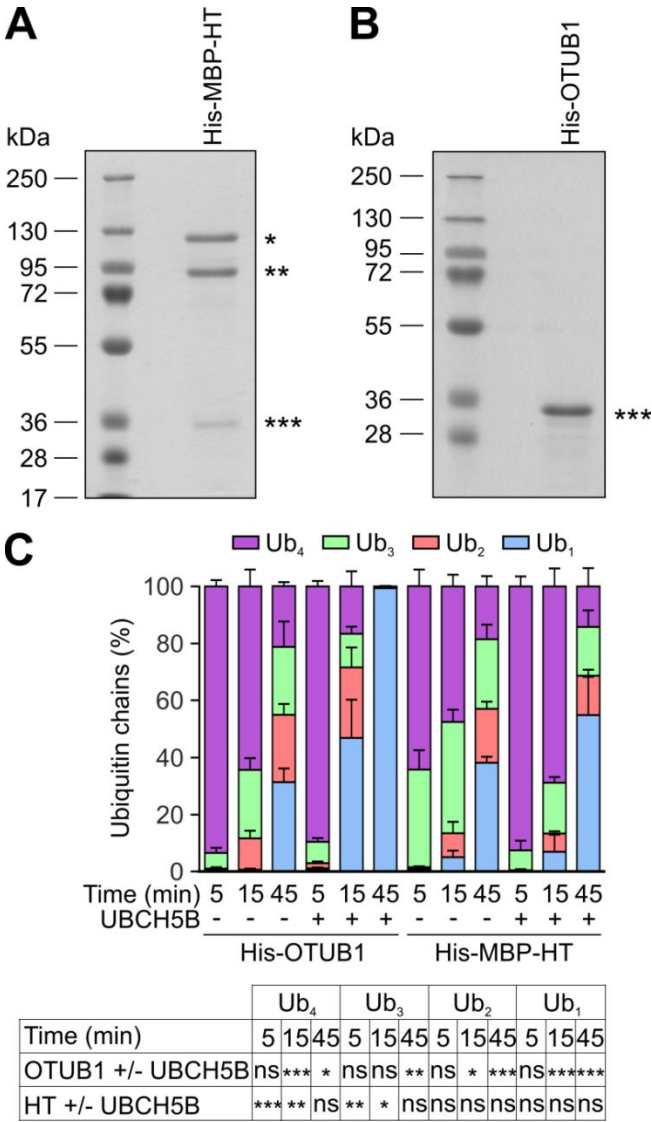 A
B
His-MBP-HT
His-OTUB1
kDa
250
130
95
72
55
36
28
17
*
**
***
kDa
250
130
95
72
55
36
28
***
C
Ub4 Ub3 Ub2 Ub1
Ubiquitin chains (%)
100
80
60
40
20
0
Time (min) 5 15 45 5 15 45 5 15 45 5 15 45
UBCH5B - - - + + + - - - + + +
His-OTUB1 His-MBP-HT
Ub4 Ub3 Ub2 Ub1
Time (min) 5 15 45 5 15 45 5 15 45 5 15 45
OTUB1 +/- UBCH5B ns *** * ns ns ** ns * *** ns *** ***
HT +/- UBCH5B *** ** ns ** * ns ns ns ns ns ns ns